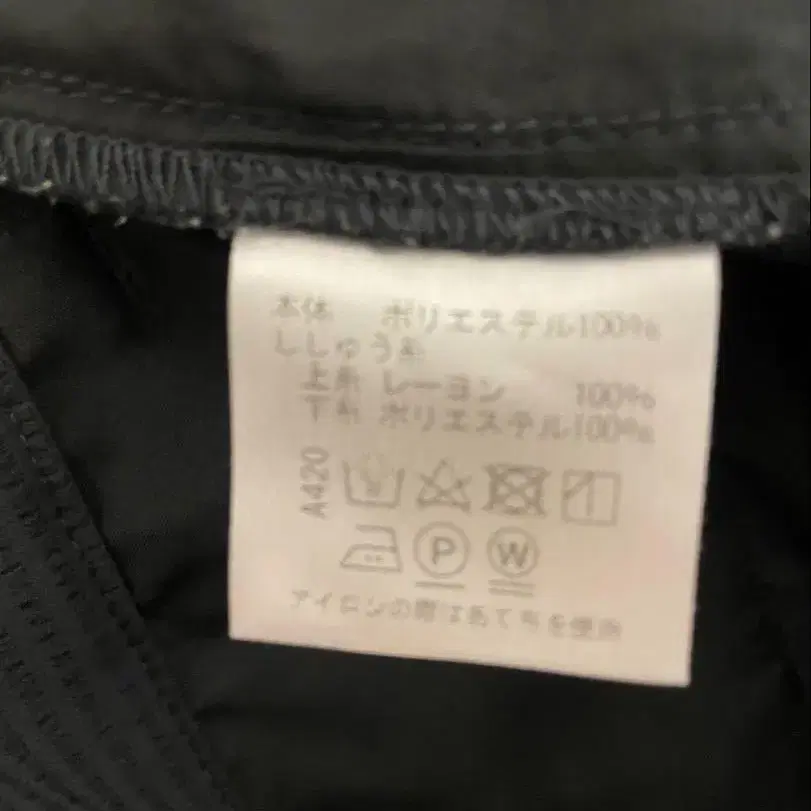 本体 ポリエステル100%
ししゅう糸
上糸 レーヨン 100%
下糸 ポリエステル100%
A420
P W
アイロンの際はあて布を使用